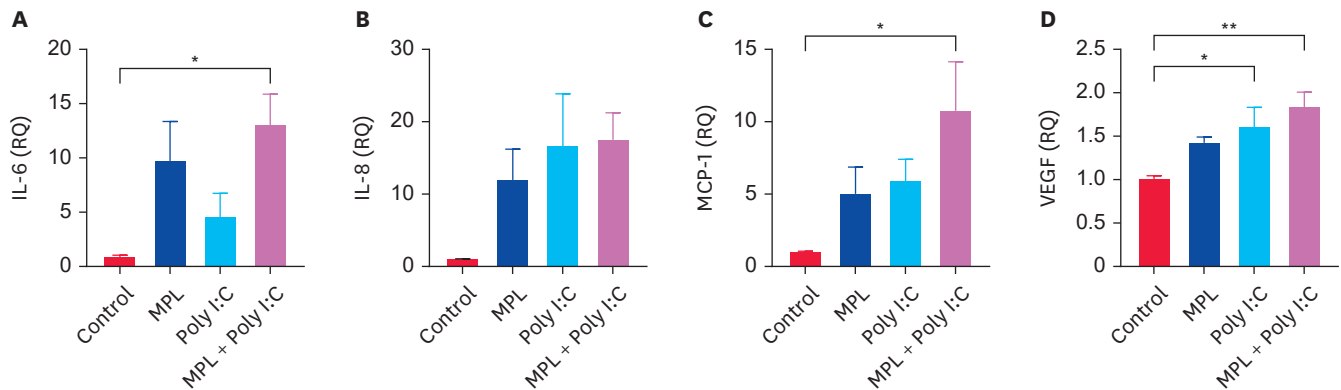 A
IL-6 (RQ)
20
15
10
5
0
*
Control
MPL
Poly I:C
MPL + Poly I:C
B
IL-8 (RQ)
30
20
10
0
Control
MPL
Poly I:C
MPL + Poly I:C
C
MCP-1 (RQ)
15
10
5
0
*
Control
MPL
Poly I:C
MPL + Poly I:C
D
VEGF (RQ)
2.5
2.0
1.5
1.0
0.5
0
**
*
Control
MPL
Poly I:C
MPL + Poly I:C